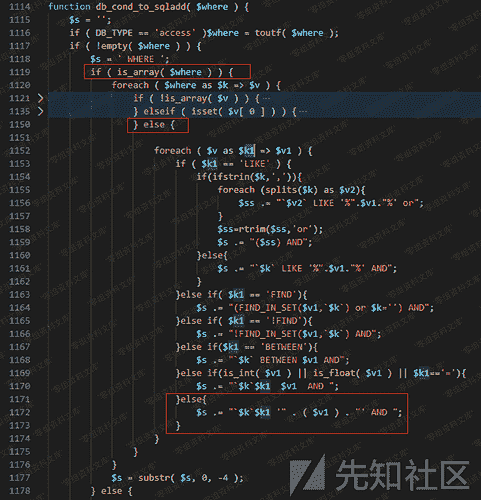 1114 function db_cond_to_sqladd( $where ) {
1115 $s = '';
1116 if ( DB_TYPE == 'access' )$where = toutf( $where );
1117 if ( !empty( $where ) ) {
1118 $s = ' WHERE ';
1119 if ( is_array( $where ) ) {
1120 foreach ( $where as $k => $v ) {
1121 if ( !is_array( $v ) ) { ···
1135 } elseif ( isset( $v[ 0 ] ) ) { ···
1150 } else {
1151
1152 foreach ( $v as $k1 => $v1 ) {
1153 if ( $k1 == 'LIKE' ) {
1154 if(ifstrin($k,',')){
1155 foreach (splits($k) as $v2){
1156 $ss .= "`$v2` LIKE '%".$v1."%' or";
1157 }
1158 $ss=rtrim($ss,'or');
1159 $s .= "($ss) AND";
1160 }else{
1161 $s .= "`$k` LIKE '%".$v1."%' AND";
1162 }
1163 }else if( $k1 == 'FIND'){
1164 $s .= "(FIND_IN_SET($v1,`$k`) or $k='') AND";
1165 }else if( $k1 == '!FIND'){
1166 $s .= "!FIND_IN_SET($v1,`$k`) AND";
1167 }else if($k1 == 'BETWEEN'){
1168 $s .= "`$k` BETWEEN $v1 AND";
1169 }else if(is_int( $v1 ) || is_float( $v1 ) || $k1=='='){
1170 $s .= "`$k`$k1 $v1 AND ";
1171 }else{
1172 $s .= "`$k`$k1 '" . ( $v1 ) . "' AND ";
1173 }
1174 }
1175 }
1176 }
1177 $s = substr( $s, 0, -4 );
1178 } else {
先知社区